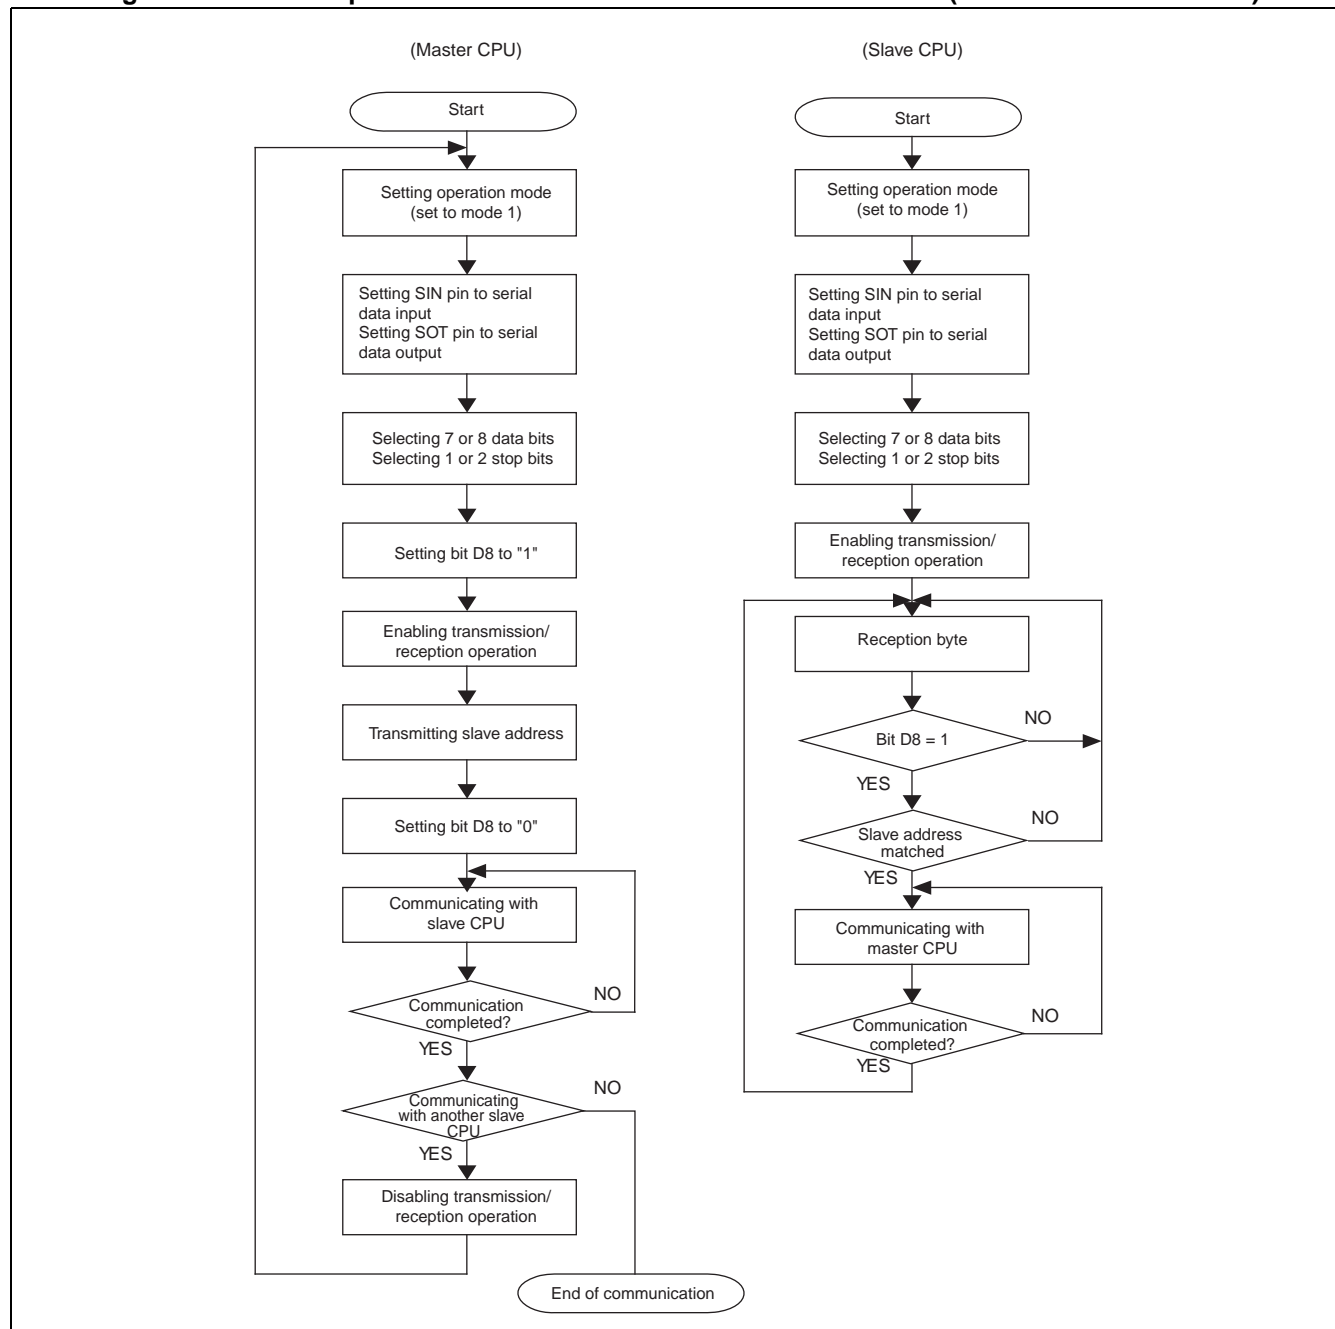 (Master CPU)
Start
Setting operation mode
(set to mode 1)
Setting SIN pin to serial
data input
Setting SOT pin to serial
data output
Selecting 7 or 8 data bits
Selecting 1 or 2 stop bits
Setting bit D8 to "1"
Enabling transmission/
reception operation
Transmitting slave address
Setting bit D8 to "0"
Communicating with
slave CPU
Communication
completed?
NO
YES
Communicating
with another slave
CPU
NO
YES
Disabling transmission/
reception operation
End of communication
(Slave CPU)
Start
Setting operation mode
(set to mode 1)
Setting SIN pin to serial
data input
Setting SOT pin to serial
data output
Selecting 7 or 8 data bits
Selecting 1 or 2 stop bits
Enabling transmission/
reception operation
Reception byte
Bit D8 = 1
NO
YES
Slave address
matched
NO
YES
Communicating with
master CPU
Communication
completed?
NO
YES